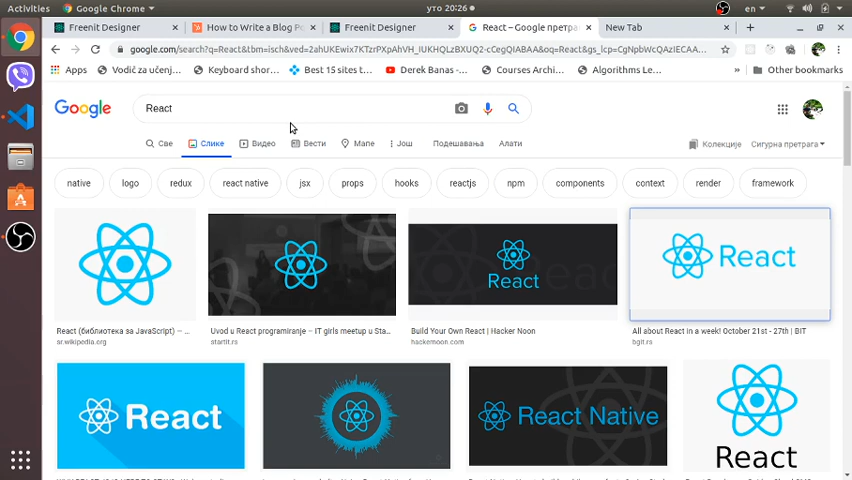 Activities
Google Chrome ▾
уто 20:26
en ▾
Freenit Designer
How to Write a Blog Po
Freenit Designer
React – Google претра
New Tab
google.com/search?q=React&tbm=isch&ved=2ahUKEwix7KTzrPXpAhVH_IUKHQLBXUQ2-cCegQIABAA&oq=React&gs_lcp=CgNpbWcQAzIECAA...
Apps
Vodič za učenj...
Keyboard shor...
Best 15 sites t...
Derek Banas -...
Courses Archi...
Algorithms Le...
»
Other bookmarks
Google
React
Све
Слике
Видео
Вести
Мапе
Још
Подешавања
Алати
Колекције
Сигурна претрага
native
logo
redux
react native
jsx
props
hooks
reactjs
npm
components
context
render
framework
React
React
React (библиотека за JavaScript) – ...
Uvod u React programiranje – IT girls meetup u Sta...
Build Your Own React | Hacker Noon
All about React in a week! October 21st - 27th | BIT
sr.wikipedia.org
startit.rs
hackernoon.com
bgit.rs
React
React Native
React